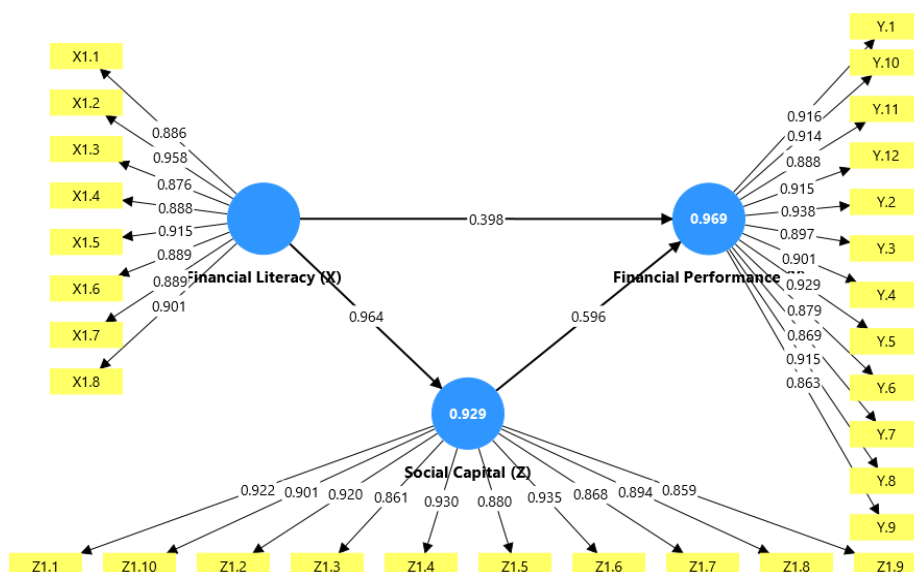 X1.1
X1.2
X1.3
X1.4
X1.5
X1.6
X1.7
X1.8
0.886
0.958
0.876
0.888
0.915
0.889
0.889
0.901
Financial Literacy (X)
0.398
0.964
0.596
0.969
Financial Performance
0.929
Social Capital (Z)
Y.1
Y.10
Y.11
Y.12
Y.2
Y.3
Y.4
Y.5
Y.6
Y.7
Y.8
Y.9
0.916
0.914
0.888
0.915
0.938
0.897
0.901
0.929
0.879
0.869
0.915
0.863
0.922
0.901
0.920
0.861
0.930
0.880
0.935
0.868
0.894
0.859
Z1.1
Z1.10
Z1.2
Z1.3
Z1.4
Z1.5
Z1.6
Z1.7
Z1.8
Z1.9